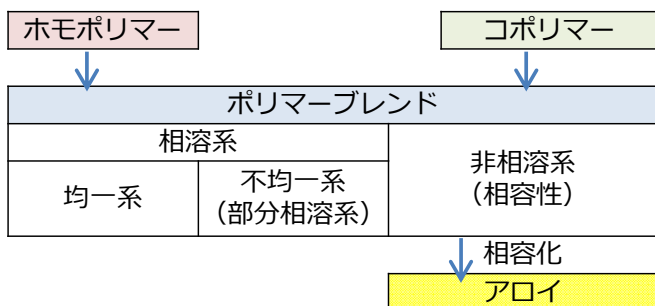 ホモポリマー
コポリマー
ポリマーブレンド
相溶系
均一系
不均一系
（部分相溶系）
非相溶系
（相容性）
相容化
アロイ